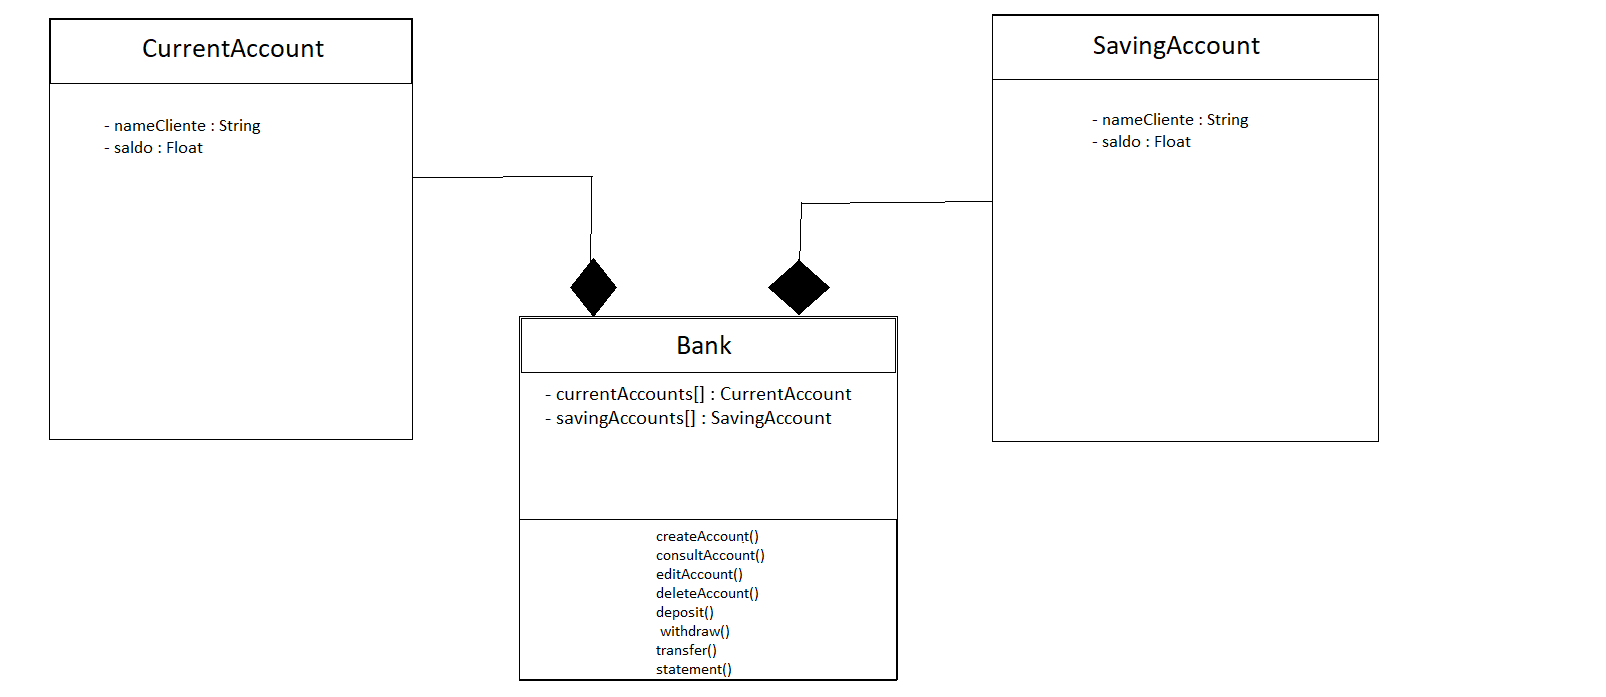 CurrentAccount
- nameCliente : String
- saldo : Float
SavingAccount
- nameCliente : String
- saldo : Float
Bank
- currentAccounts[] : CurrentAccount
- savingAccounts[] : SavingAccount
createAccount()
consultAccount()
editAccount()
deleteAccount()
deposit()
withdraw()
transfer()
statement()